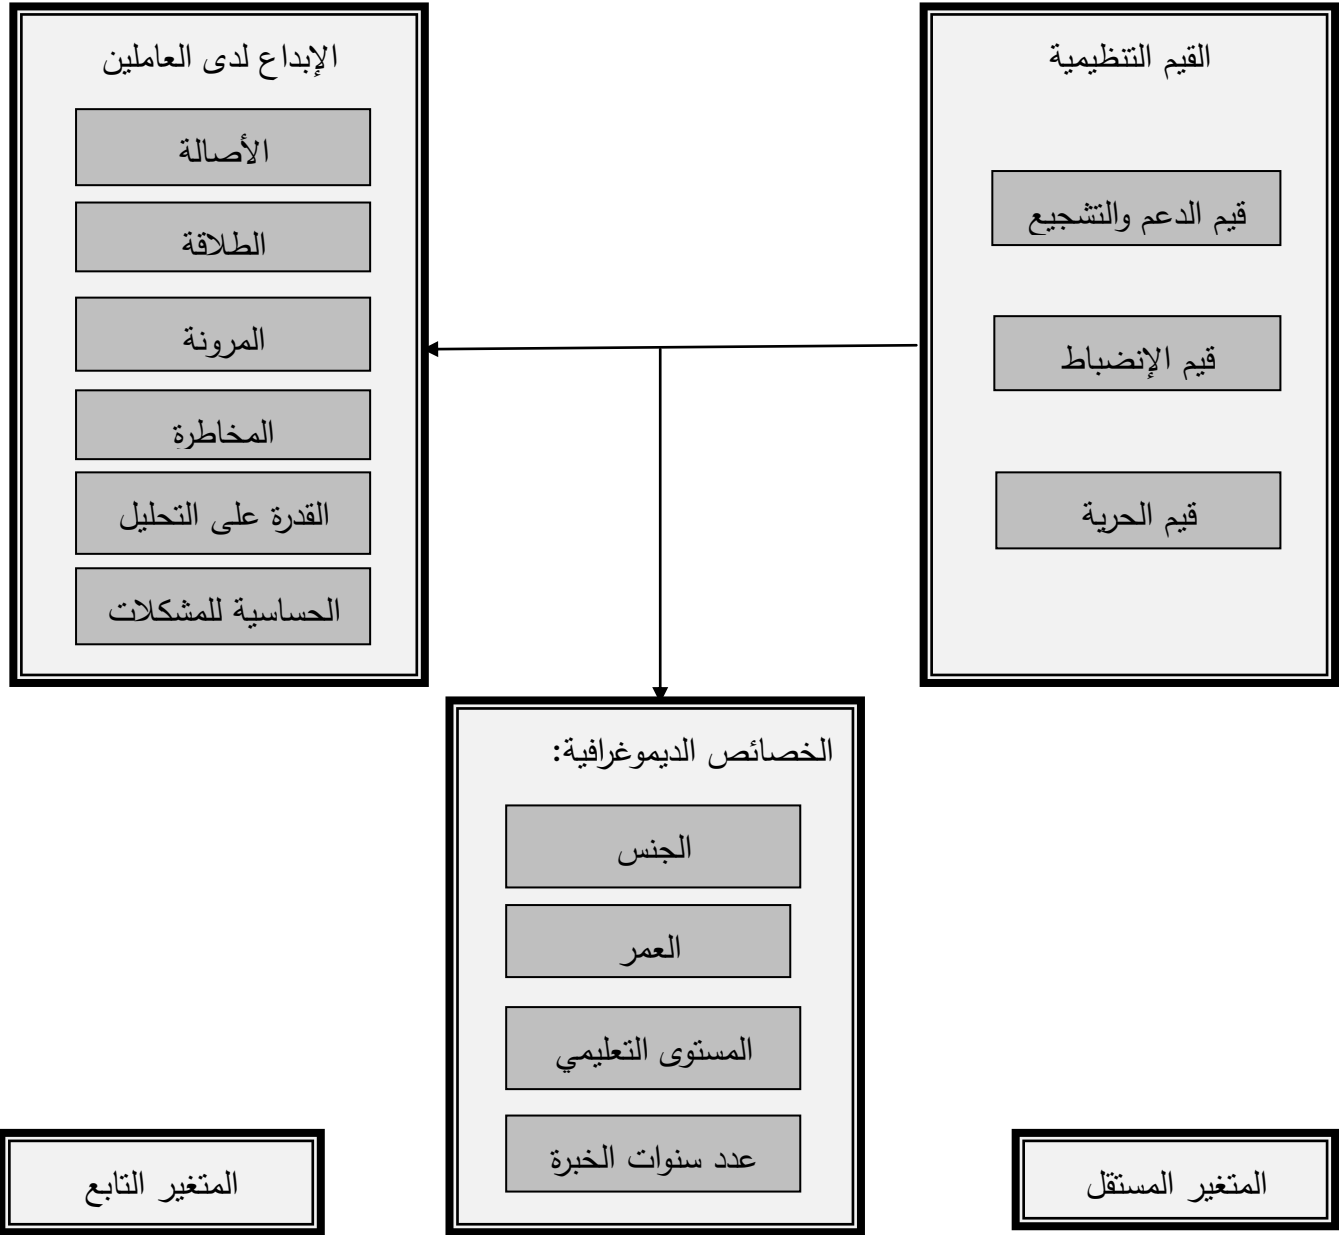 القيم التنظيمية
قيم الدعم والتشجيع
قيم الإنضباط
قيم الحرية
الإبداع لدى العاملين
الأصالة
الطلاقة
المرونة
المخاطرة
القدرة على التحليل
الحساسية للمشكلات
الخصائص الديموغرافية:
الجنس
العمر
المستوى التعليمي
عدد سنوات الخبرة
المتغير المستقل
المتغير التابع